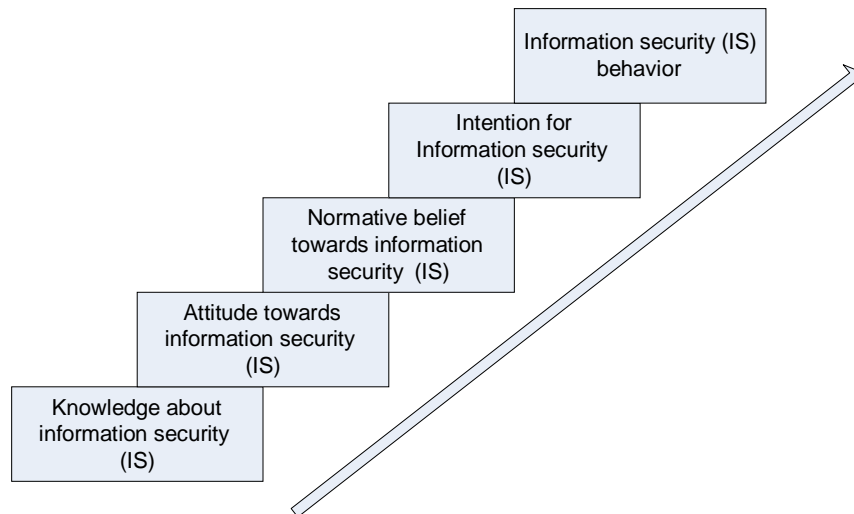 Information security (IS)
behavior
Intention for
Information security
(IS)
Normative belief
towards information
security (IS)
Attitude towards
information security
(IS)
Knowledge about
information security
(IS)